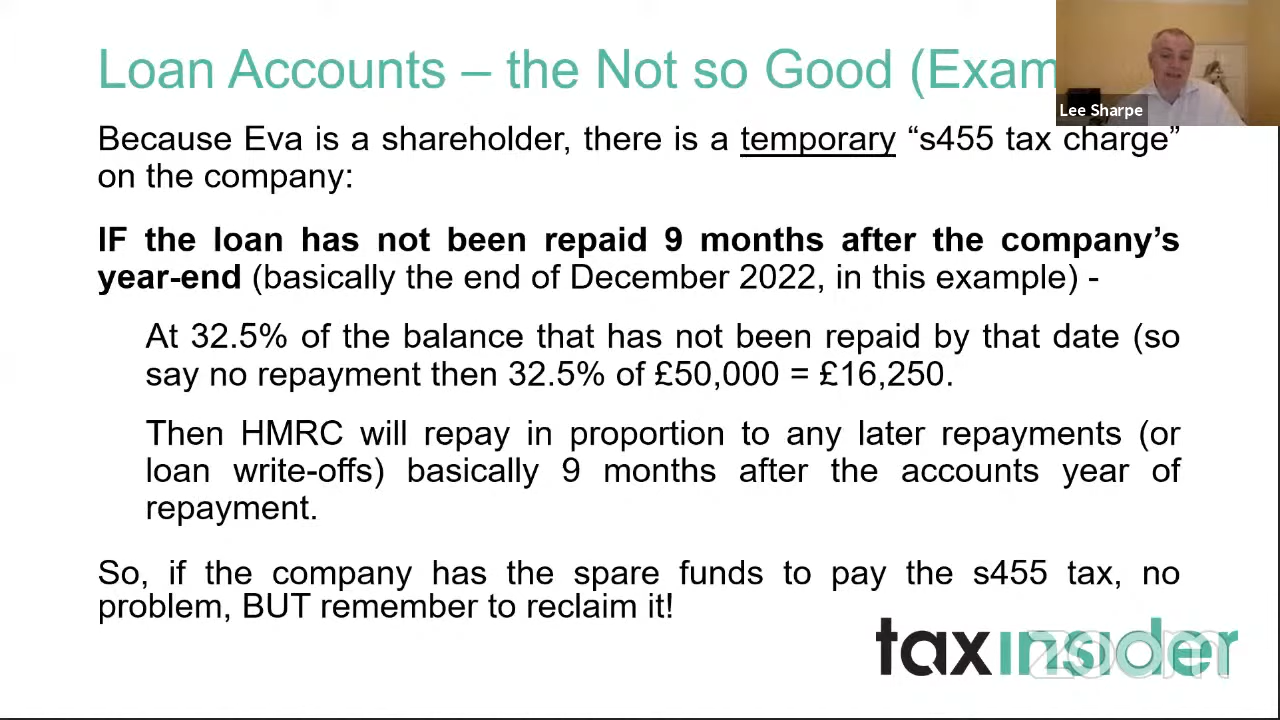 Loan Accounts – the Not so Good (Exam
Lee Sharpe
Because Eva is a shareholder, there is a temporary “s455 tax charge”
on the company:
IF the loan has not been repaid 9 months after the company’s
year-end (basically the end of December 2022, in this example) -
At 32.5% of the balance that has not been repaid by that date (so
say no repayment then 32.5% of £50,000 = £16,250.
Then HMRC will repay in proportion to any later repayments (or
loan write-offs) basically 9 months after the accounts year of
repayment.
So, if the company has the spare funds to pay the s455 tax, no
problem, BUT remember to reclaim it!
taxinsider
zoom